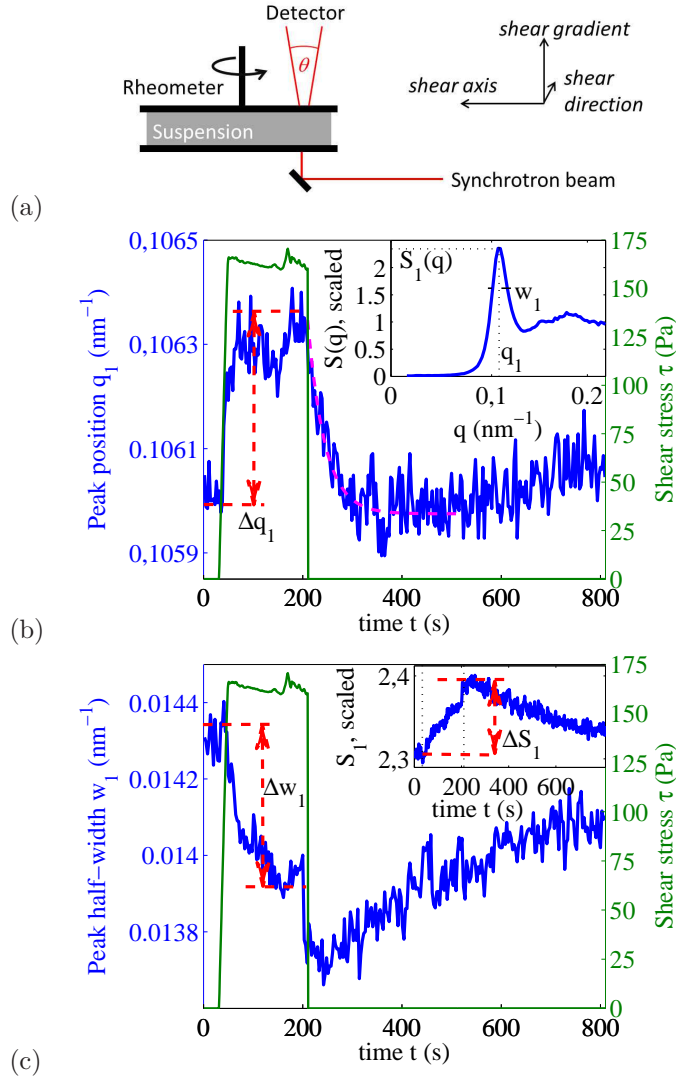 Detector
θ
Rheometer
Suspension
Synchrotron beam
shear gradient
shear axis
shear direction
(a)
0,1065
0,1063
0,1061
0,1059
Peak position q₁ (nm⁻¹)
Δq₁
0 200 400 600 800
time t (s)
175
150
125
100
75
50
25
0
Shear stress τ (Pa)
S(q), scaled
2
1.5
1
0
S₁(q)
w₁
q₁
0 0,1 0.2
q (nm⁻¹)
(b)
0.0144
0.0142
0.014
0.0138
Peak half-width w₁ (nm⁻¹)
Δw₁
0 200 400 600 800
time t (s)
175
150
125
100
75
50
25
0
Shear stress τ (Pa)
S₁, scaled
2,4
2,3
ΔS₁
0 200 400 600
time t (s)
(c)